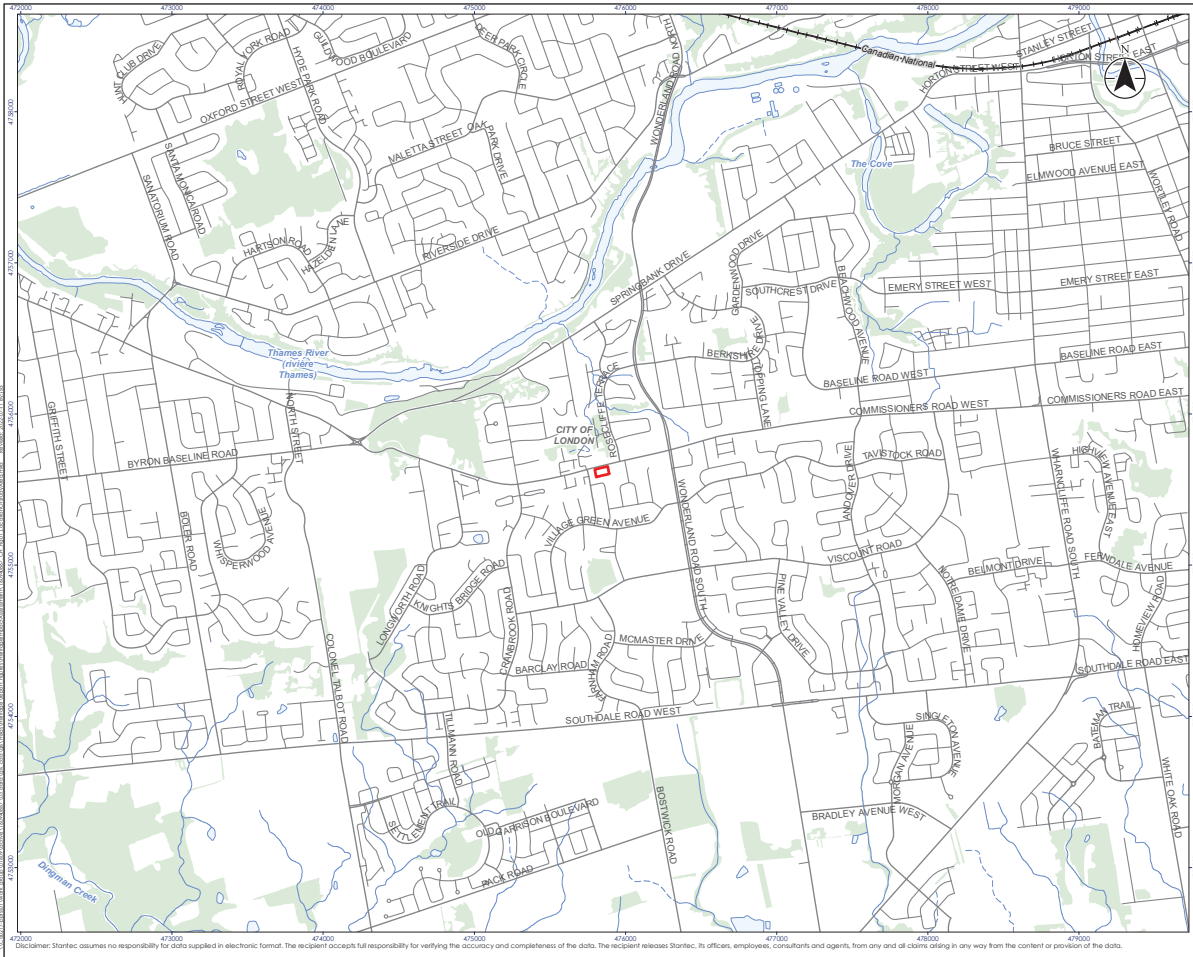 472000
473000
474000
475000
476000
477000
478000
479000
4758000
4757000
4756000
4755000
4754000
4753000
N
HUNT CLUB DRIVE
ROYAL YORK ROAD
HYDE PARK ROAD
GUILDWOOD BOULEVARD
DEER PARK CIRCLE
WONDERLAND ROAD NORTH
Canadian-National
STANLEY STREET
HORTON STREET WEST
HORTON STREET EAST
OXFORD STREET WEST
VALETTA STREET
OAK PARK DRIVE
SANTA MONICA ROAD
SANATORIUM ROAD
The Cove
BRUCE STREET
ELMWOOD AVENUE EAST
WORTLEY ROAD
HARTSON ROAD
HAZELDEN LANE
RIVERSIDE DRIVE
SPRINGBANK DRIVE
GARDENWOOD DRIVE
SOUTHCREST DRIVE
BEACHWOOD AVENUE
EMERY STREET WEST
EMERY STREET EAST
Thames River
(rivière
Thames)
BERKSHIRE DRIVE
TOPPING LANE
BASELINE ROAD WEST
BASELINE ROAD EAST
COMMISSIONERS ROAD WEST
COMMISSIONERS ROAD EAST
GRIFFITH STREET
NORTH STREET
ROSECLIFFE TERRACE
CITY OF
LONDON
BYRON BASELINE ROAD
TAVISTOCK ROAD
ANDOVER DRIVE
WHARNCLIFFE ROAD SOUTH
HIGHVIEW AVENUE EAST
BOLER ROAD
WHISPERWOOD AVENUE
VILLAGE GREEN AVENUE
WONDERLAND ROAD SOUTH
VISCOUNT ROAD
BELMONT DRIVE
FERNDALE AVENUE
LONGWORTH ROAD
KNIGHTS BRIDGE ROAD
CRANBROOK ROAD
PINE VALLEY DRIVE
NOTRE DAME DRIVE
HOMEVIEW ROAD
COLONEL TALBOT ROAD
BARCLAY ROAD
FARNHAM ROAD
MCMASTER DRIVE
SOUTHDALE ROAD EAST
SOUTHDALE ROAD WEST
TILLMANN ROAD
SINGLETON AVENUE
MORGAN AVENUE
BATEMAN TRAIL
WHITE OAK ROAD
SETTLEMENT TRAIL
OLD GARRISON BOULEVARD
BOSTWICK ROAD
BRADLEY AVENUE WEST
PACK ROAD
Dingman Creek
472000
473000
474000
475000
476000
477000
478000
479000
Disclaimer: Stantec assumes no responsibility for data supplied in electronic format. The recipient accepts full responsibility for verifying the accuracy and completeness of the data. The recipient releases Stantec, its officers, employees, consultants and agents, from any and all claims arising in any way from the content or provision of the data.